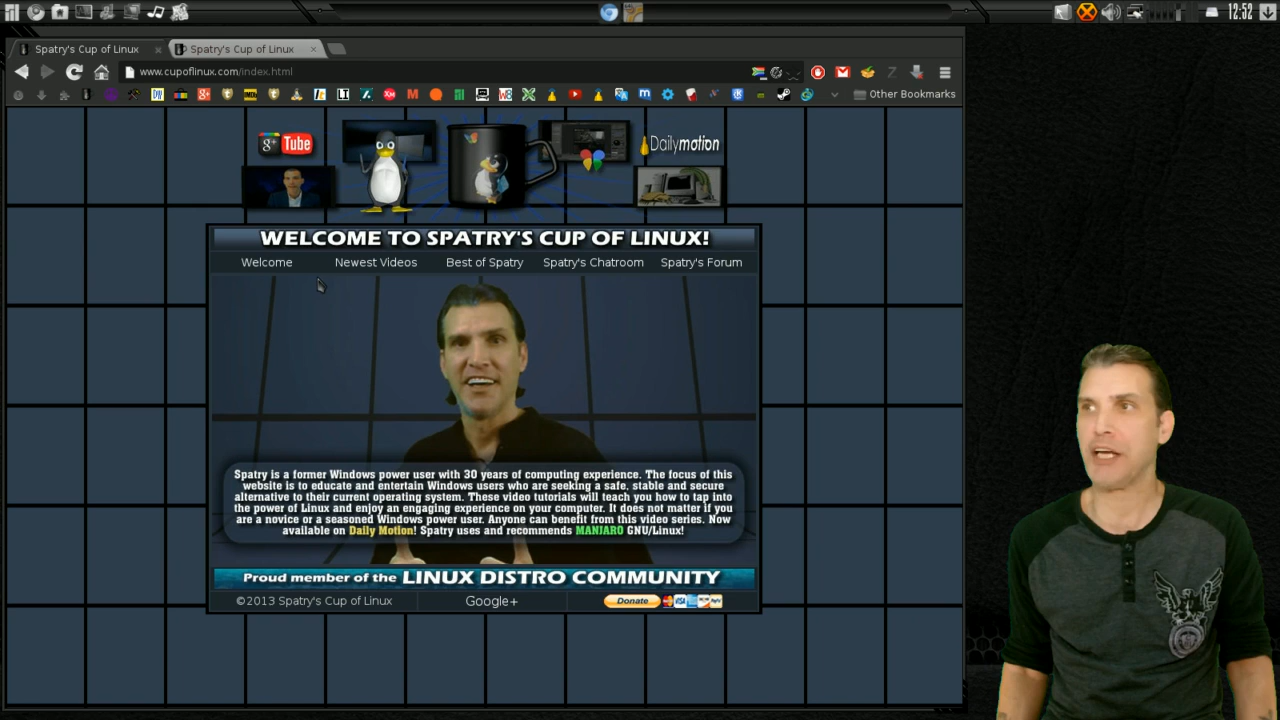 12.52
Spatry's Cup of Linux
Spatry's Cup of Linux
www.cupoflinux.com/index.html
Other Bookmarks
g+ Tube
Dailymotion
WELCOME TO SPATRY'S CUP OF LINUX!
Welcome Newest Videos Best of Spatry Spatry's Chatroom Spatry's Forum
Spatry is a former Windows power user with 30 years of computing experience. The focus of this
website is to educate and entertain Windows users who are seeking a safe, stable and secure
alternative to their current operating system. These video tutorials will teach you how to tap into
the power of Linux and enjoy an engaging experience on your computer. It does not matter if you
are a novice or a seasoned Windows power user. Anyone can benefit from this video series. Now
available on Daily Motion! Spatry uses and recommends MANJARO GNU/Linux!
Proud member of the LINUX DISTRO COMMUNITY
©2013 Spatry's Cup of Linux Google+ Donate